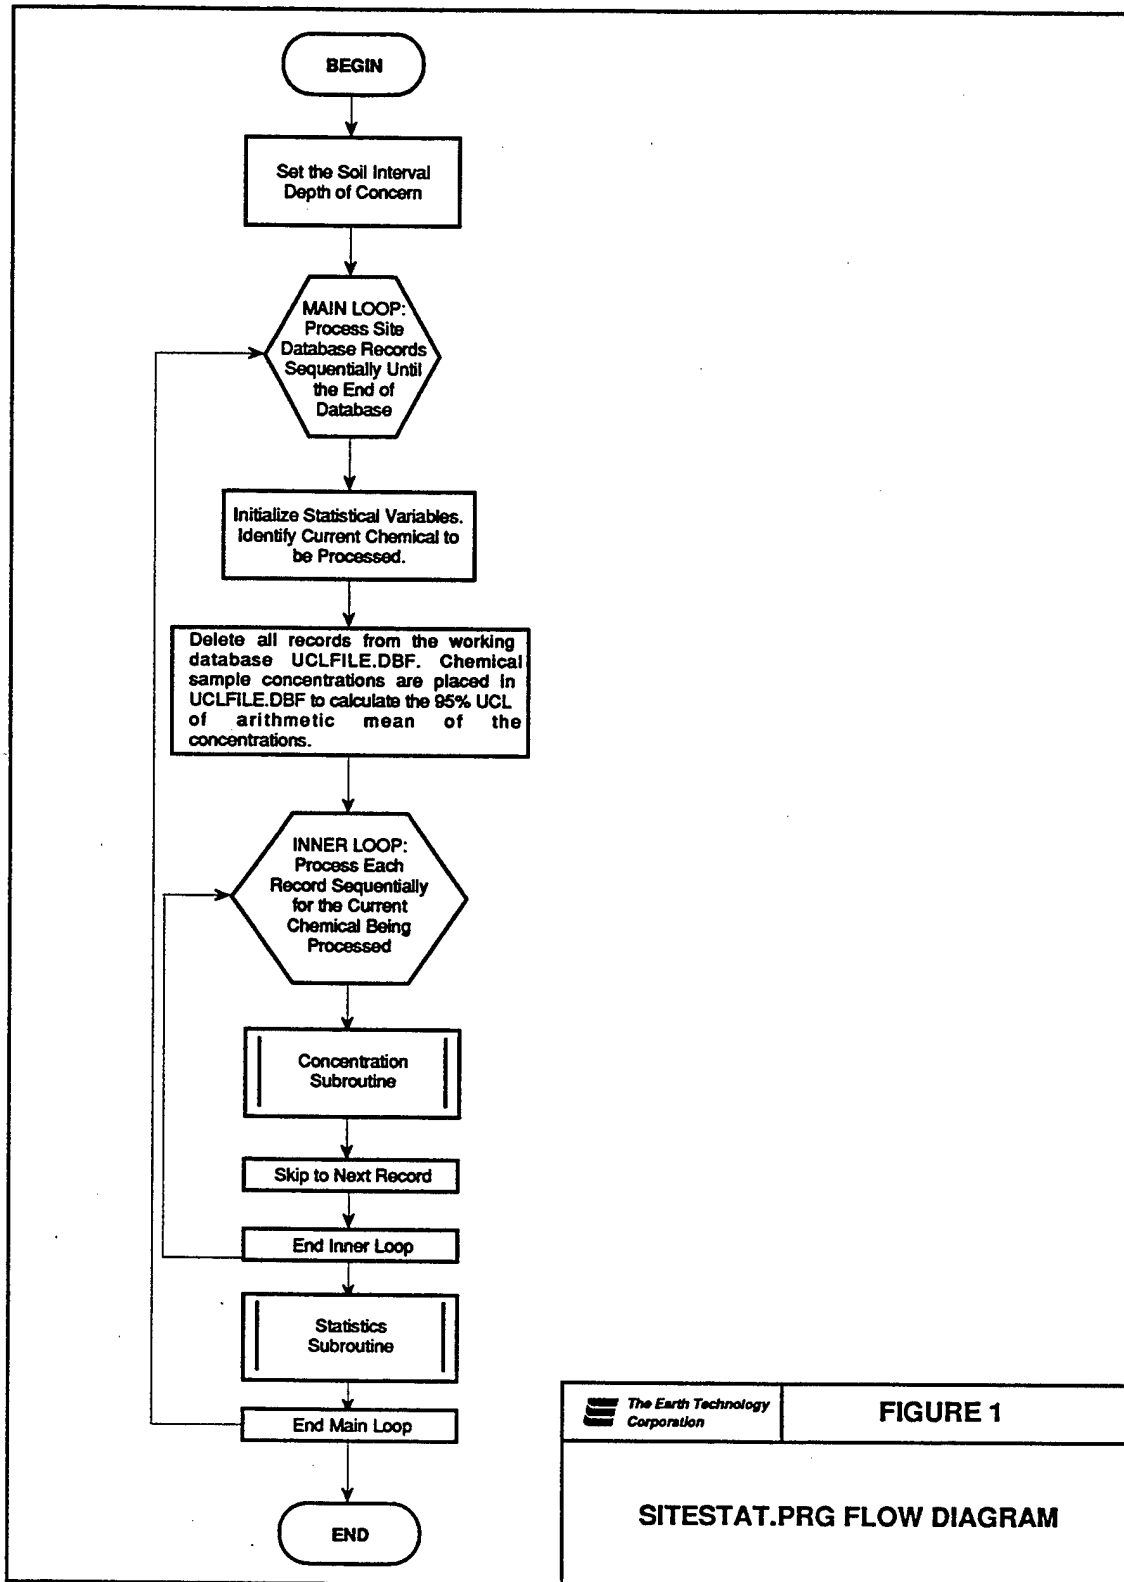 BEGIN
Set the Soil Interval
Depth of Concern
MAIN LOOP:
Process Site
Database Records
Sequentially Until
the End of
Database
Initialize Statistical Variables.
Identify Current Chemical to
be Processed.
Delete all records from the working
database UCLFILE.DBF. Chemical
sample concentrations are placed in
UCLFILE.DBF to calculate the 95% UCL
of arithmetic mean of the
concentrations.
INNER LOOP:
Process Each
Record Sequentially
for the Current
Chemical Being
Processed
Concentration
Subroutine
Skip to Next Record
End Inner Loop
Statistics
Subroutine
End Main Loop
END
The Earth Technology
Corporation
FIGURE 1
SITESTAT.PRG FLOW DIAGRAM